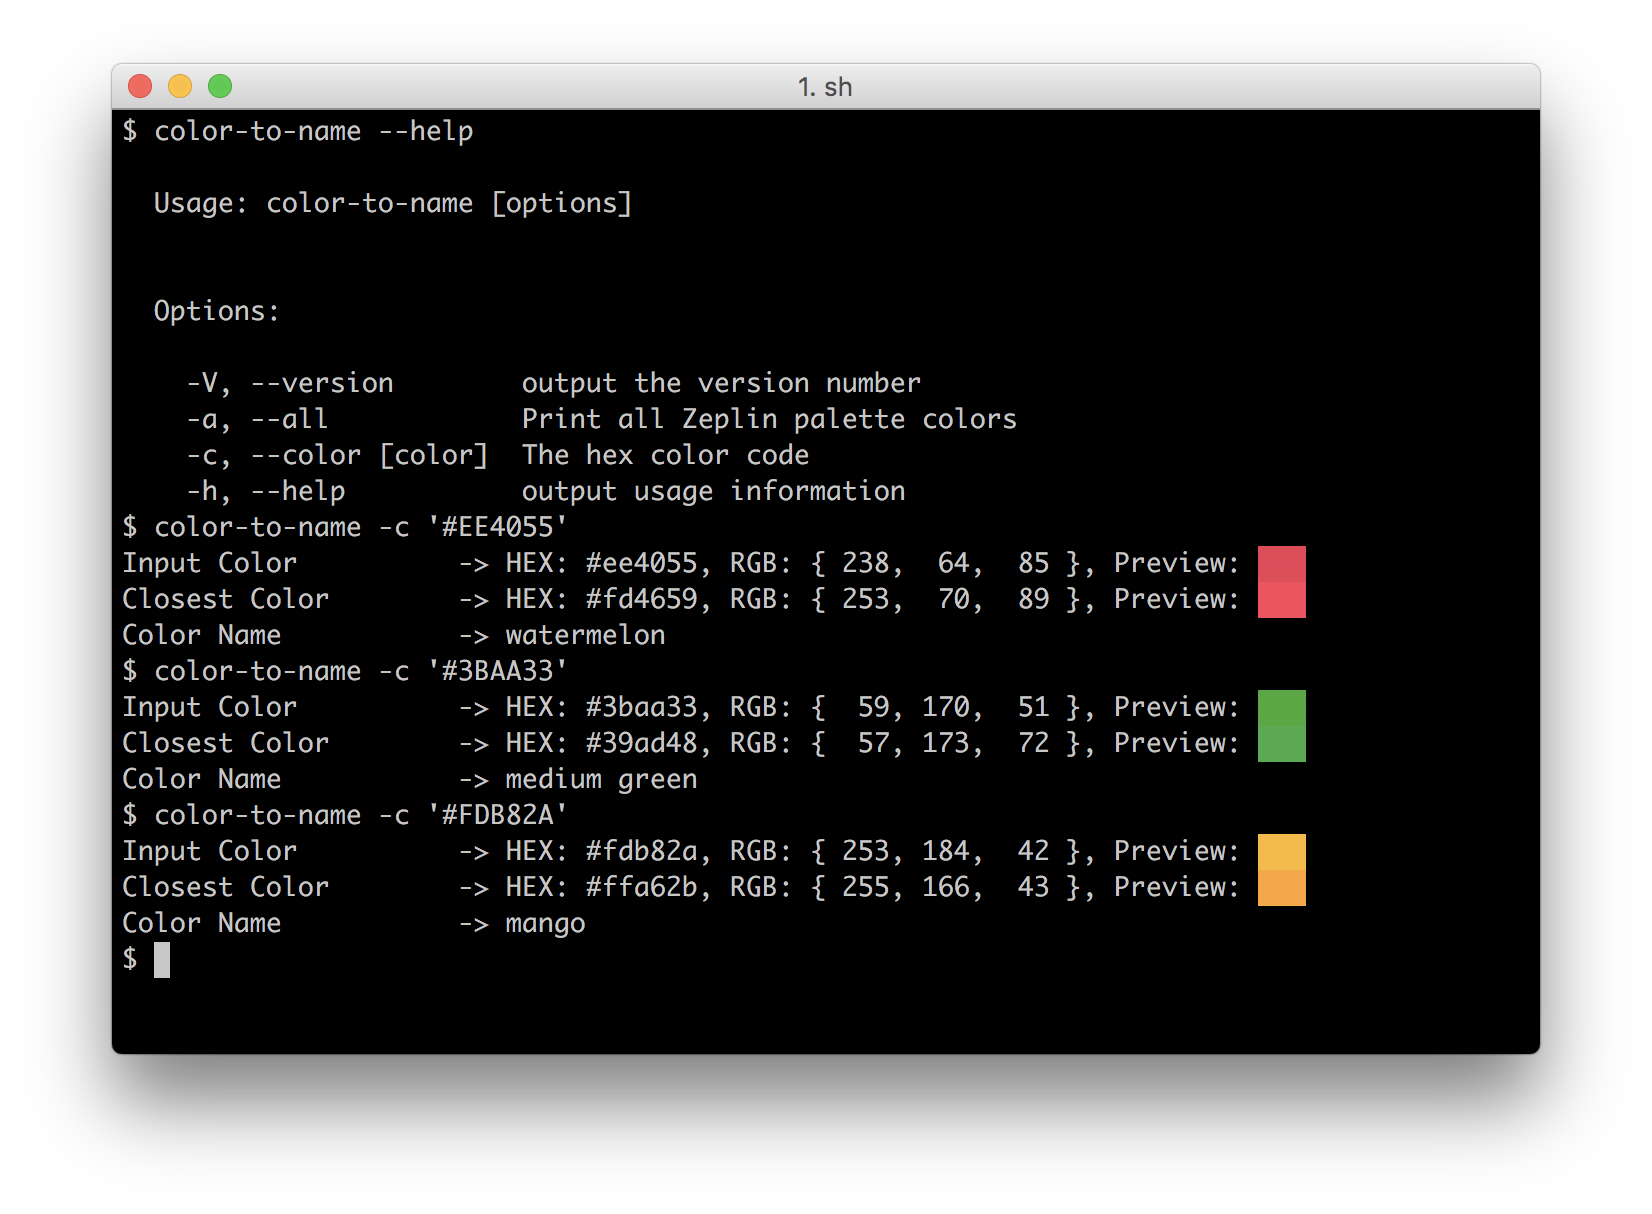 1. sh
$ color-to-name --help
Usage: color-to-name [options]
Options:
-V, --version output the version number
-a, --all Print all Zeplin palette colors
-c, --color [color] The hex color code
-h, --help output usage information
$ color-to-name -c '#EE4055'
Input Color -> HEX: #ee4055, RGB: { 238, 64, 85 }, Preview:
Closest Color -> HEX: #fd4659, RGB: { 253, 70, 89 }, Preview:
Color Name -> watermelon
$ color-to-name -c '#3BAA33'
Input Color -> HEX: #3baa33, RGB: { 59, 170, 51 }, Preview:
Closest Color -> HEX: #39ad48, RGB: { 57, 173, 72 }, Preview:
Color Name -> medium green
$ color-to-name -c '#FDB82A'
Input Color -> HEX: #fdb82a, RGB: { 253, 184, 42 }, Preview:
Closest Color -> HEX: #ffa62b, RGB: { 255, 166, 43 }, Preview:
Color Name -> mango
$